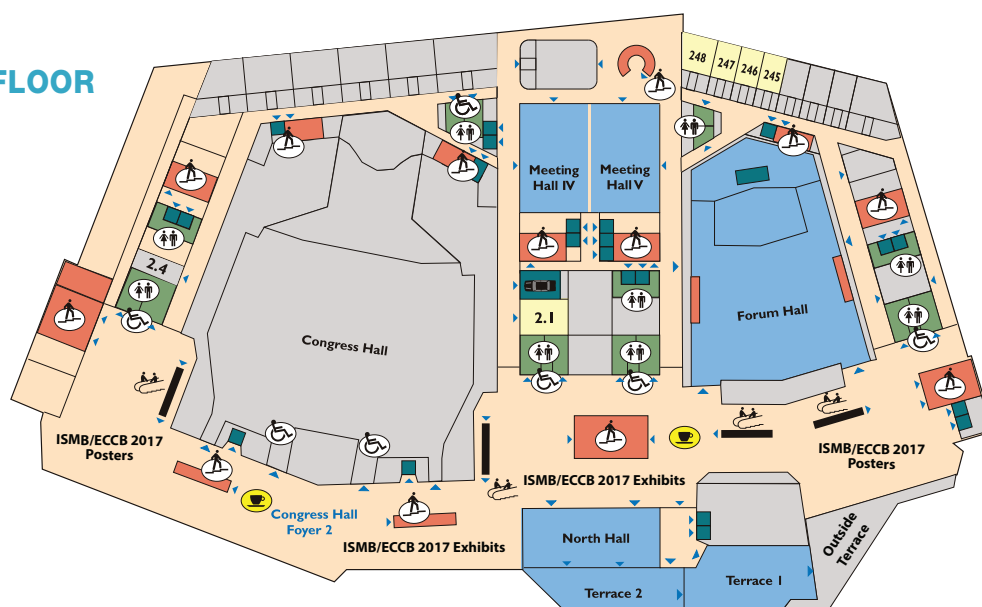 FLOOR
248
247
246
245
Meeting
Hall IV
Meeting
Hall V
2.4
2.1
Congress Hall
Forum Hall
ISMB/ECCB 2017
Posters
ISMB/ECCB 2017 Exhibits
ISMB/ECCB 2017
Posters
Congress Hall
Foyer 2
ISMB/ECCB 2017 Exhibits
North Hall
Outside
Terrace
Terrace 2
Terrace 1